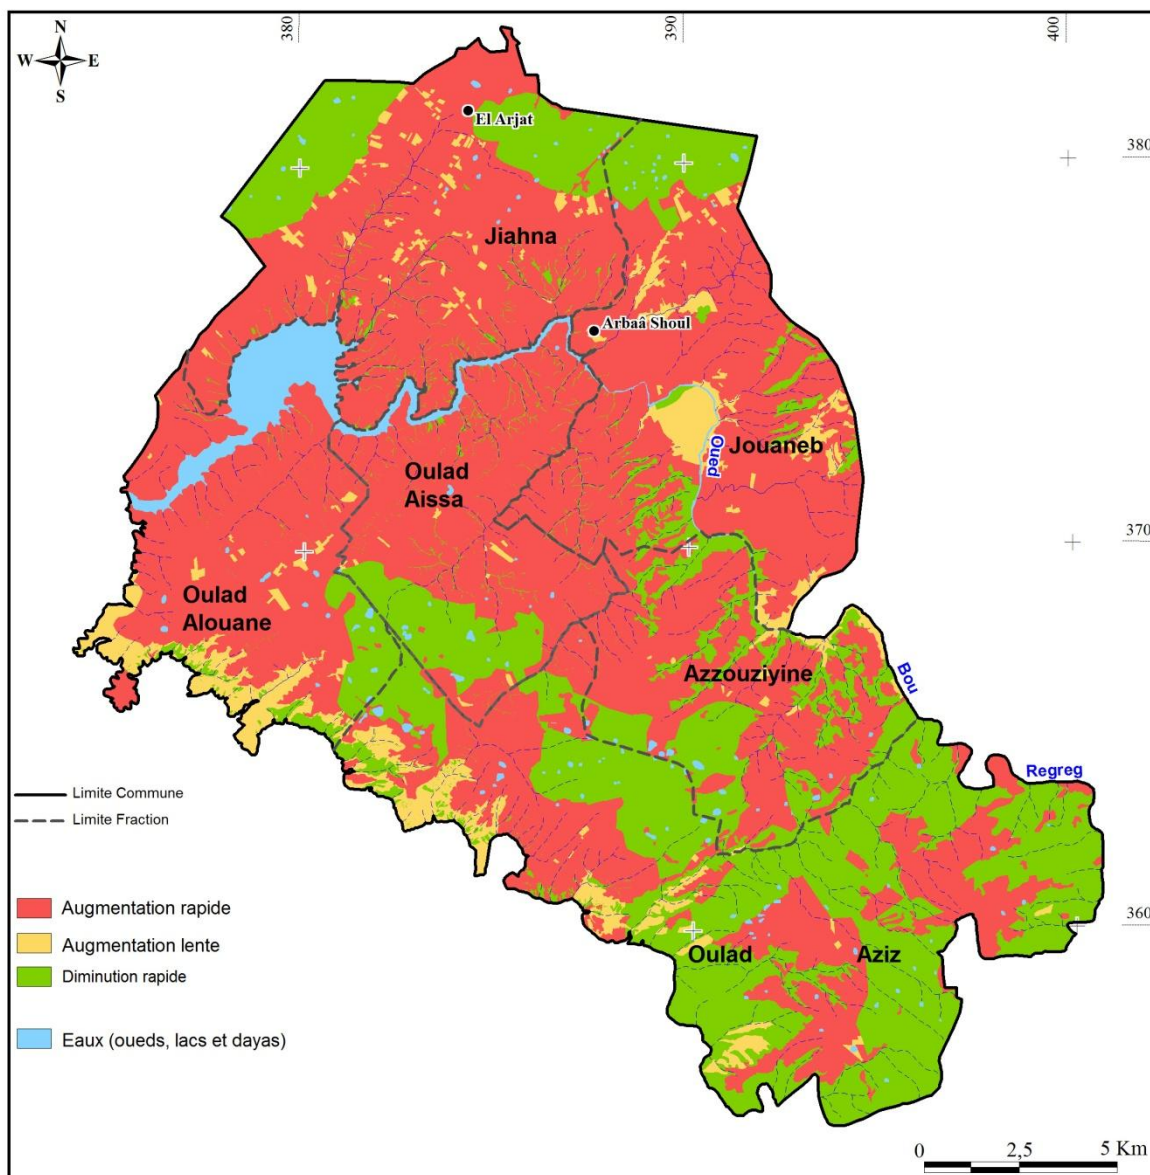 380
390
400
N
W
E
S
El Arjat
380
Jiahna
Arbaâ Shoul
Jouaneb
Oued
Oulad
Aissa
370
Oulad
Alouane
Azzouziyine
Bou
Regreg
Limite Commune
Limite Fraction
Augmentation rapide
Augmentation lente
Diminution rapide
360
Oulad Aziz
Eaux (oueds, lacs et dayas)
0 2,5 5 Km